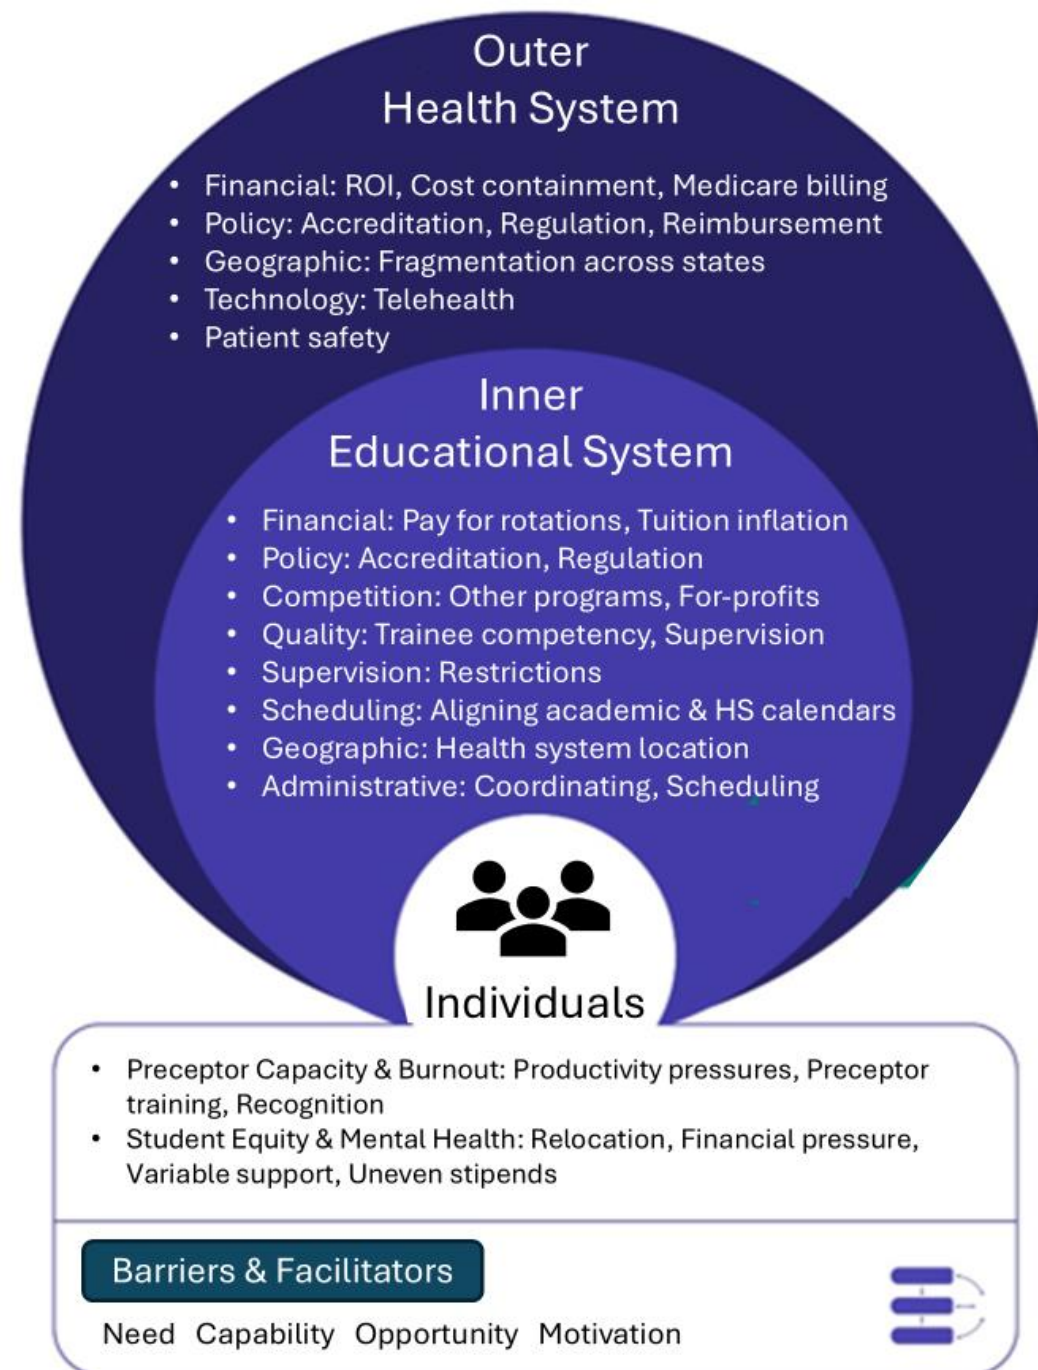 Outer
Health System
• Financial: ROI, Cost containment, Medicare billing
• Policy: Accreditation, Regulation, Reimbursement
• Geographic: Fragmentation across states
• Technology: Telehealth
• Patient safety
Inner
Educational System
• Financial: Pay for rotations, Tuition inflation
• Policy: Accreditation, Regulation
• Competition: Other programs, For-profits
• Quality: Trainee competency, Supervision
• Supervision: Restrictions
• Scheduling: Aligning academic & HS calendars
• Geographic: Health system location
• Administrative: Coordinating, Scheduling
Individuals
• Preceptor Capacity & Burnout: Productivity pressures, Preceptor
training, Recognition
• Student Equity & Mental Health: Relocation, Financial pressure,
Variable support, Uneven stipends
Barriers & Facilitators
Need Capability Opportunity Motivation